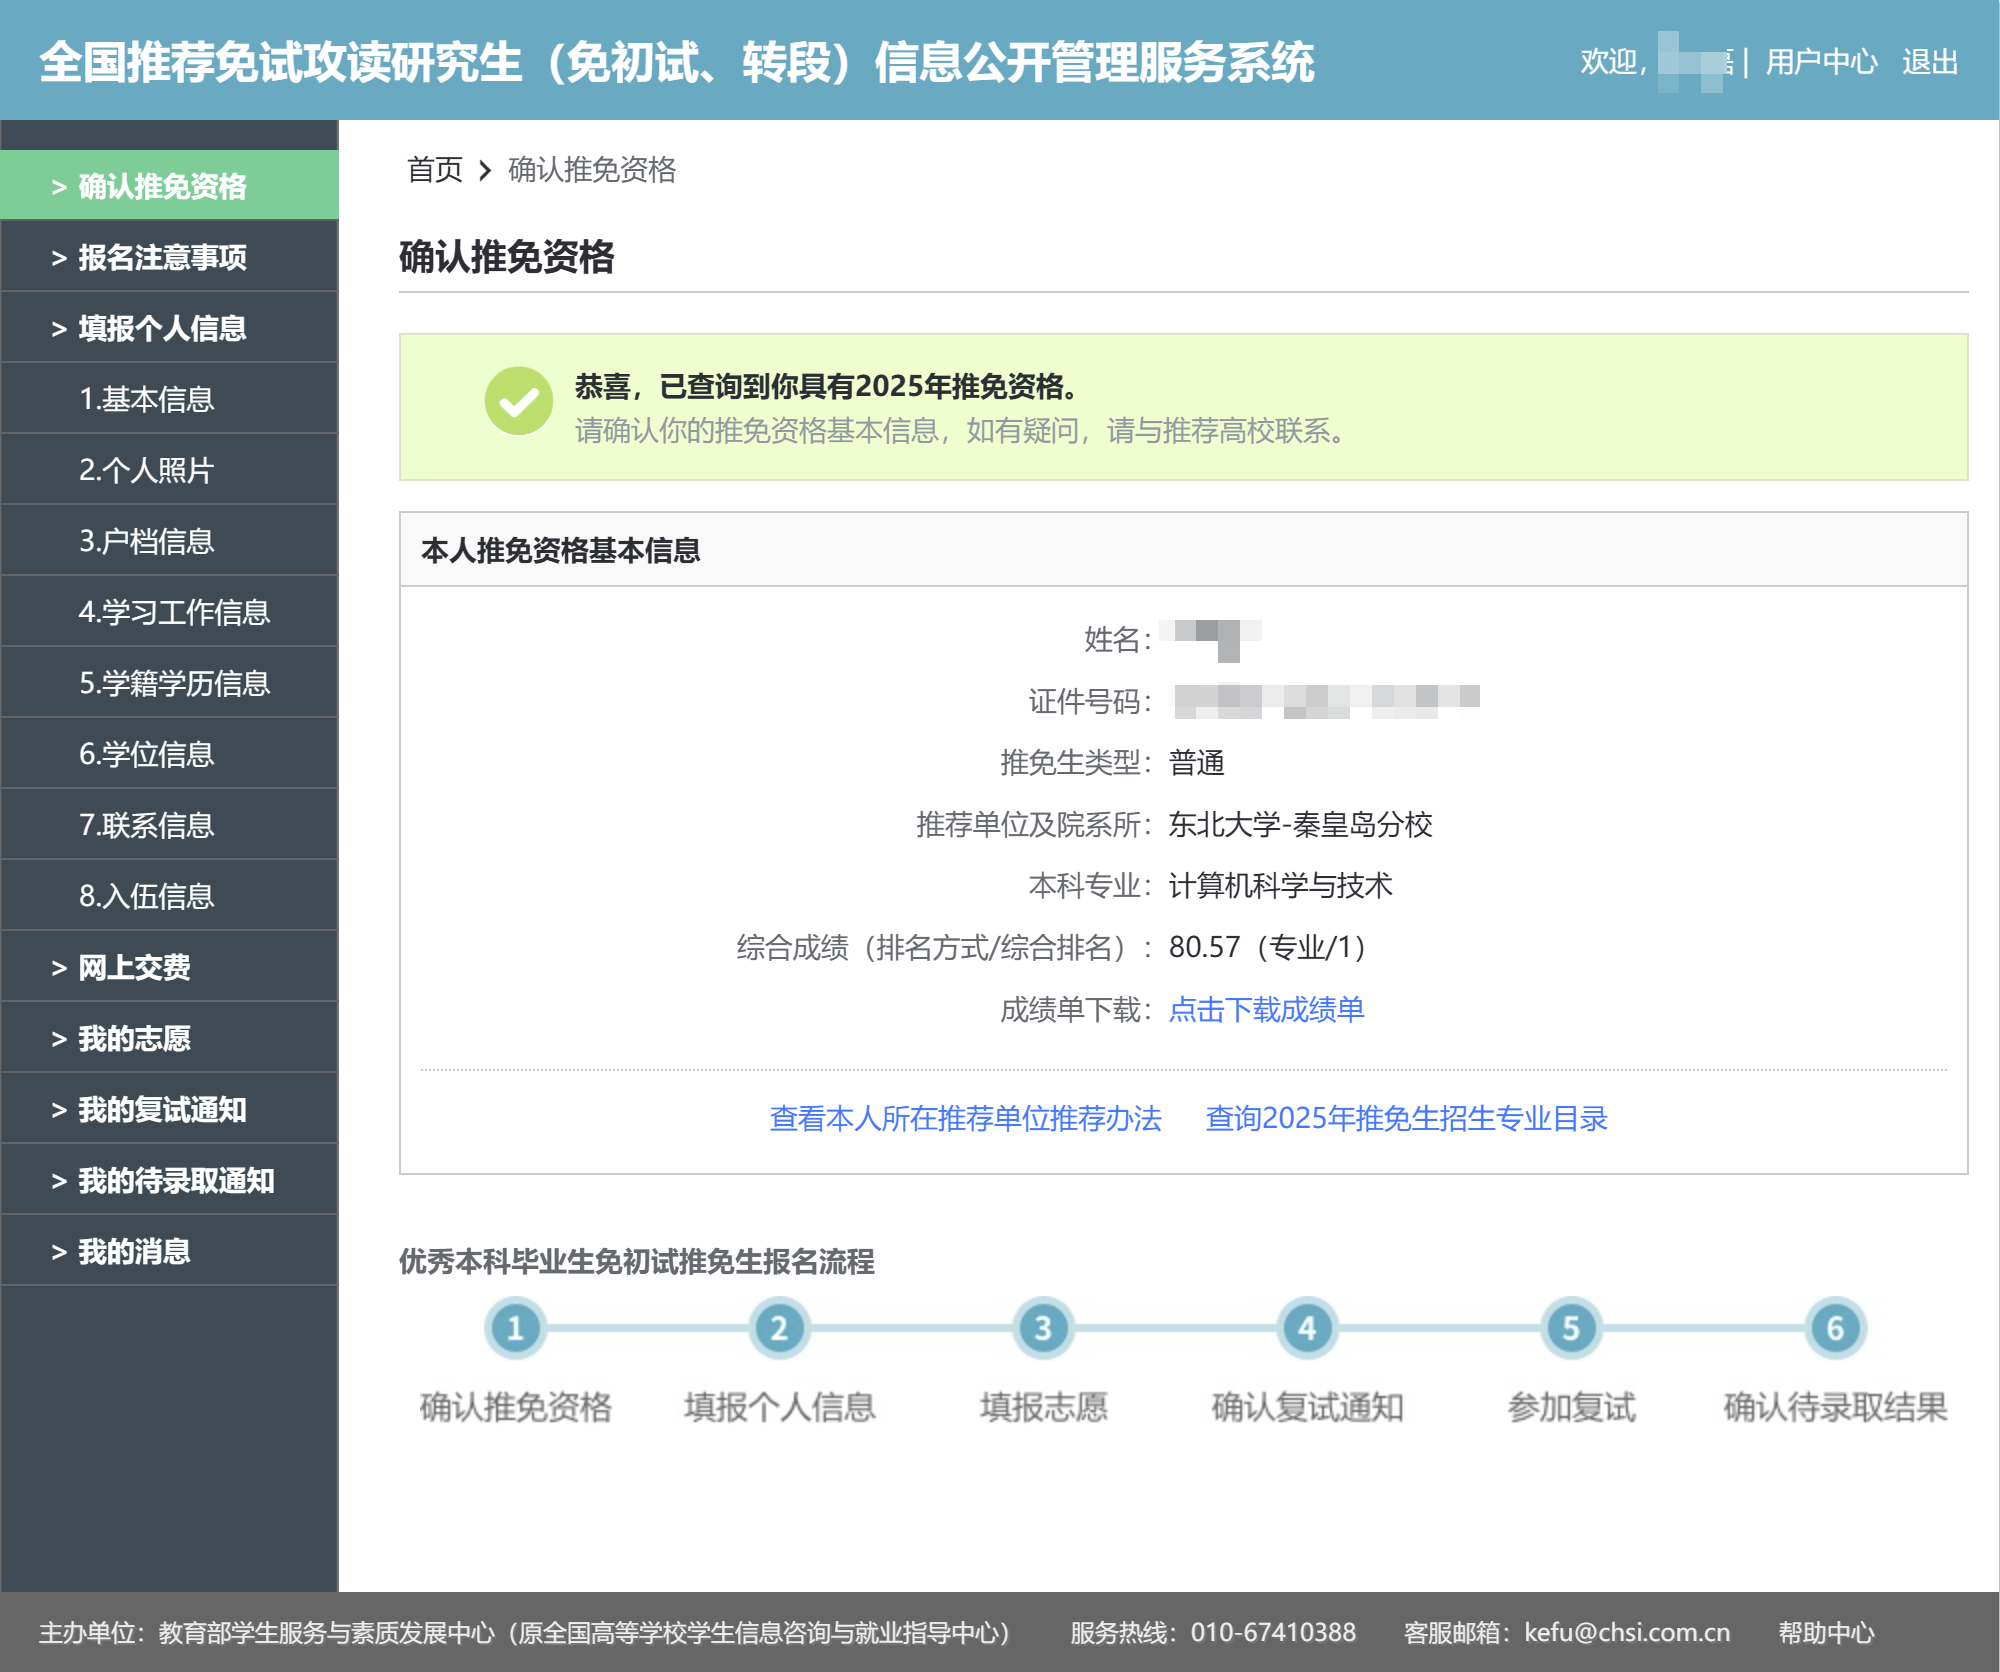 全国推荐免试攻读研究生（免初试、转段）信息公开管理服务系统
欢迎, 磊 | 用户中心 退出
首页 > 确认推免资格
> 确认推免资格
> 报名注意事项
> 填报个人信息
1.基本信息
2.个人照片
3.户档信息
4.学习工作信息
5.学籍学历信息
6.学位信息
7.联系信息
8.入伍信息
> 网上交费
> 我的志愿
> 我的复试通知
> 我的待录取通知
> 我的消息
确认推免资格
恭喜，已查询到你具有2025年推免资格。
请确认你的推免资格基本信息，如有疑问，请与推荐高校联系。
本人推免资格基本信息
姓名：
证件号码：
推免生类型：普通
推荐单位及院系所：东北大学-秦皇岛分校
本科专业：计算机科学与技术
综合成绩（排名方式/综合排名）：80.57（专业/1）
成绩单下载：点击下载成绩单
查看本人所在推荐单位推荐办法 查询2025年推免生招生专业目录
优秀本科毕业生免初试推免生报名流程
1 2 3 4 5 6
确认推免资格 填报个人信息 填报志愿 确认复试通知 参加复试 确认待录取结果
主办单位：教育部学生服务与素质发展中心（原全国高等学校学生信息咨询与就业指导中心） 服务热线：010-67410388 客服邮箱：kefu@chsi.com.cn 帮助中心